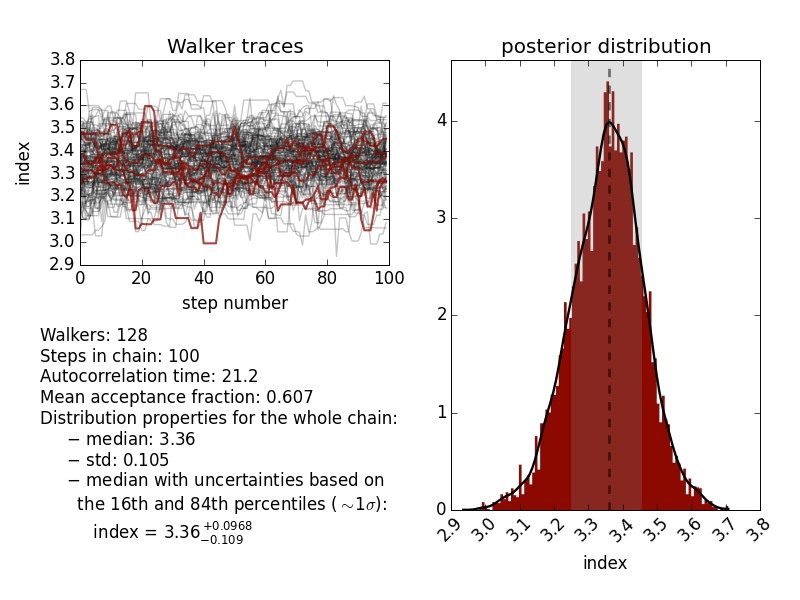 Walker traces
3.8
3.7
3.6
3.5
3.4
3.3
3.2
3.1
3.0
2.9
index
0 20 40 60 80 100
step number
Walkers: 128
Steps in chain: 100
Autocorrelation time: 21.2
Mean acceptance fraction: 0.607
Distribution properties for the whole chain:
− median: 3.36
− std: 0.105
− median with uncertainties based on
the 16th and 84th percentiles (∼1σ):
index = 3.36 +0.0968 −0.109
posterior distribution
4
3
2
1
0
2.9 3.0 3.1 3.2 3.3 3.4 3.5 3.6 3.7 3.8
index